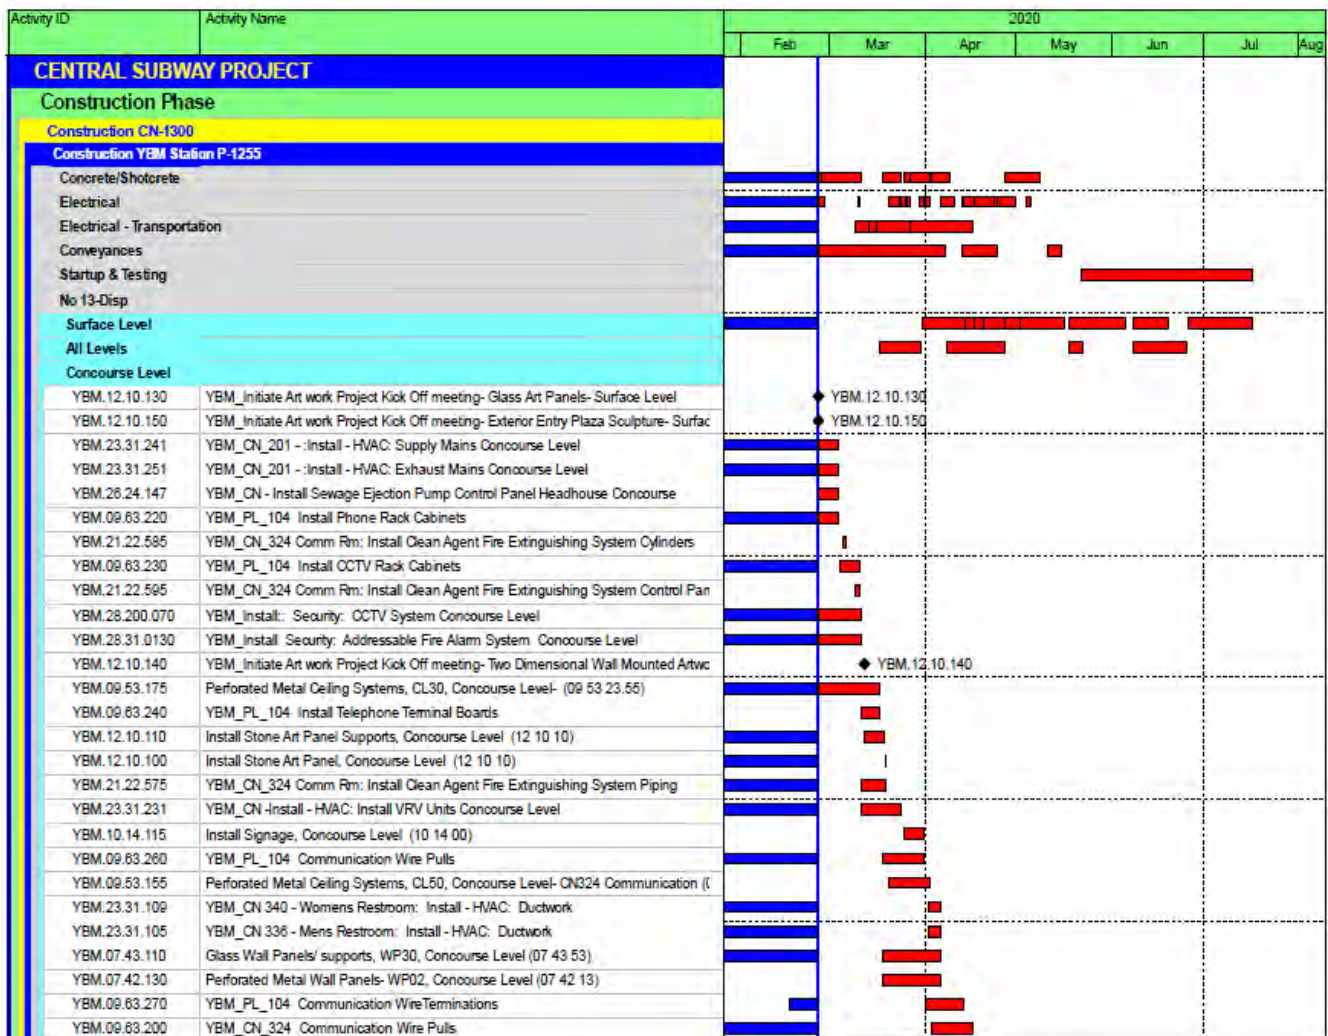 Activity ID Activity Name 2020
Feb Mar Apr May Jun Jul Aug
CENTRAL SUBWAY PROJECT
Construction Phase
Construction CN-1300
Construction YBM Station P-1255
Concrete/Shotcrete
Electrical
Electrical - Transportation
Conveyances
Startup & Testing
No 13-Disp
Surface Level
All Levels
Concourse Level
YBM.12.10.130 YBM_Initiate Art work Project Kick Off meeting- Glass Art Panels- Surface Level YBM.12.10.130
YBM.12.10.150 YBM_Initiate Art work Project Kick Off meeting- Exterior Entry Plaza Sculpture- Surfac YBM.12.10.150
YBM.23.31.241 YBM_CN_201 - :Install - HVAC: Supply Mains Concourse Level
YBM.23.31.251 YBM_CN_201 - :Install - HVAC: Exhaust Mains Concourse Level
YBM.26.24.147 YBM_CN - Install Sewage Ejection Pump Control Panel Headhouse Concourse
YBM.09.63.220 YBM_PL_104 Install Phone Rack Cabinets
YBM.21.22.585 YBM_CN_324 Comm Rm: Install Clean Agent Fire Extinguishing System Cylinders
YBM.09.63.230 YBM_PL_104 Install CCTV Rack Cabinets
YBM.21.22.595 YBM_CN_324 Comm Rm: Install Clean Agent Fire Extinguishing System Control Pan
YBM.28.200.070 YBM_Install:: Security: CCTV System Concourse Level
YBM.28.31.0130 YBM_Install Security: Addressable Fire Alarm System Concourse Level
YBM.12.10.140 YBM_Initiate Art work Project Kick Off meeting- Two Dimensional Wall Mounted Artwc YBM.12.10.140
YBM.09.53.175 Perforated Metal Ceiling Systems, CL30, Concourse Level- (09 53 23.55)
YBM.09.63.240 YBM_PL_104 Install Telephone Terminal Boards
YBM.12.10.110 Install Stone Art Panel Supports, Concourse Level (12 10 10)
YBM.12.10.100 Install Stone Art Panel, Concourse Level (12 10 10)
YBM.21.22.575 YBM_CN_324 Comm Rm: Install Clean Agent Fire Extinguishing System Piping
YBM.23.31.231 YBM_CN -Install - HVAC: Install VRV Units Concourse Level
YBM.10.14.115 Install Signage, Concourse Level (10 14 00)
YBM.09.63.260 YBM_PL_104 Communication Wire Pulls
YBM.09.53.155 Perforated Metal Ceiling Systems, CL50, Concourse Level- CN324 Communication (
YBM.23.31.109 YBM_CN 340 - Womens Restroom: Install - HVAC: Ductwork
YBM.23.31.105 YBM_CN 336 - Mens Restroom: Install - HVAC: Ductwork
YBM.07.43.110 Glass Wall Panels/ supports, WP30, Concourse Level (07 43 53)
YBM.07.42.130 Perforated Metal Wall Panels- WP02, Concourse Level (07 42 13)
YBM.09.63.270 YBM_PL_104 Communication WireTerminations
YBM.09.63.200 YBM_CN_324 Communication Wire Pulls